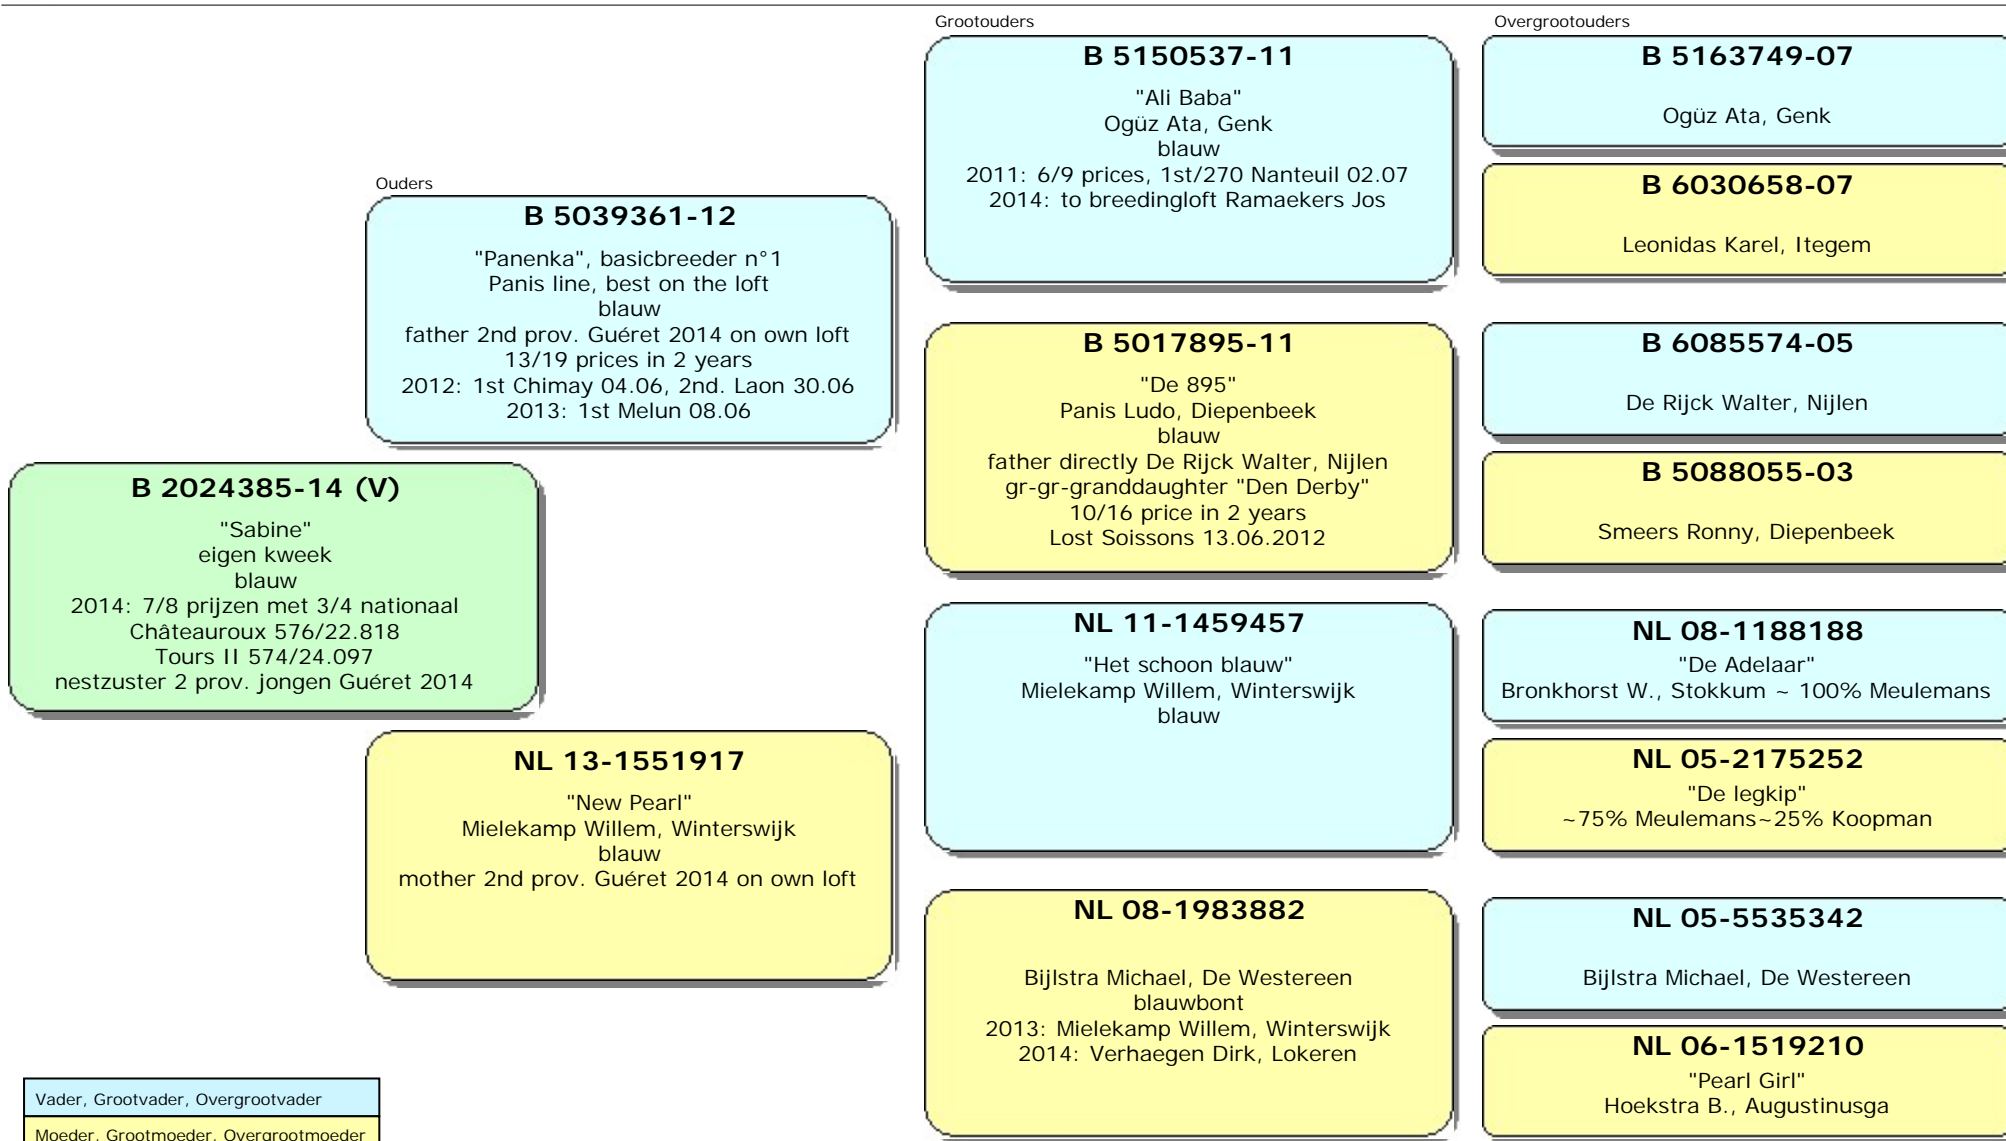 Grootouders
Overgrootouders
Ouders
B 2024385-14 (V)
"Sabine"
eigen kweek
blauw
2014: 7/8 prijzen met 3/4 nationaal
Châteauroux 576/22.818
Tours II 574/24.097
nestzuster 2 prov. jongen Guéret 2014
B 5039361-12
"Panenka", basicbreeder n°1
Panis line, best on the loft
blauw
father 2nd prov. Guéret 2014 on own loft
13/19 prices in 2 years
2012: 1st Chimay 04.06, 2nd. Laon 30.06
2013: 1st Melun 08.06
NL 13-1551917
"New Pearl"
Mielekamp Willem, Winterswijk
blauw
mother 2nd prov. Guéret 2014 on own loft
B 5150537-11
"Ali Baba"
Ogüz Ata, Genk
blauw
2011: 6/9 prices, 1st/270 Nanteuil 02.07
2014: to breedingloft Ramaekers Jos
B 5017895-11
"De 895"
Panis Ludo, Diepenbeek
blauw
father directly De Rijck Walter, Nijlen
gr-gr-granddaughter "Den Derby"
10/16 price in 2 years
Lost Soissons 13.06.2012
NL 11-1459457
"Het schoon blauw"
Mielekamp Willem, Winterswijk
blauw
NL 08-1983882
Bijlstra Michael, De Westereen
blauwbont
2013: Mielekamp Willem, Winterswijk
2014: Verhaegen Dirk, Lokeren
B 5163749-07
Ogüz Ata, Genk
B 6030658-07
Leonidas Karel, Itegem
B 6085574-05
De Rijck Walter, Nijlen
B 5088055-03
Smeers Ronny, Diepenbeek
NL 08-1188188
"De Adelaar"
Bronkhorst W., Stokkum ~ 100% Meulemans
NL 05-2175252
"De legkip"
~75% Meulemans~25% Koopman
NL 05-5535342
Bijlstra Michael, De Westereen
NL 06-1519210
"Pearl Girl"
Hoekstra B., Augustinusga
Vader, Grootvader, Overgrootvader
Moeder, Grootmoeder, Overgrootmoeder